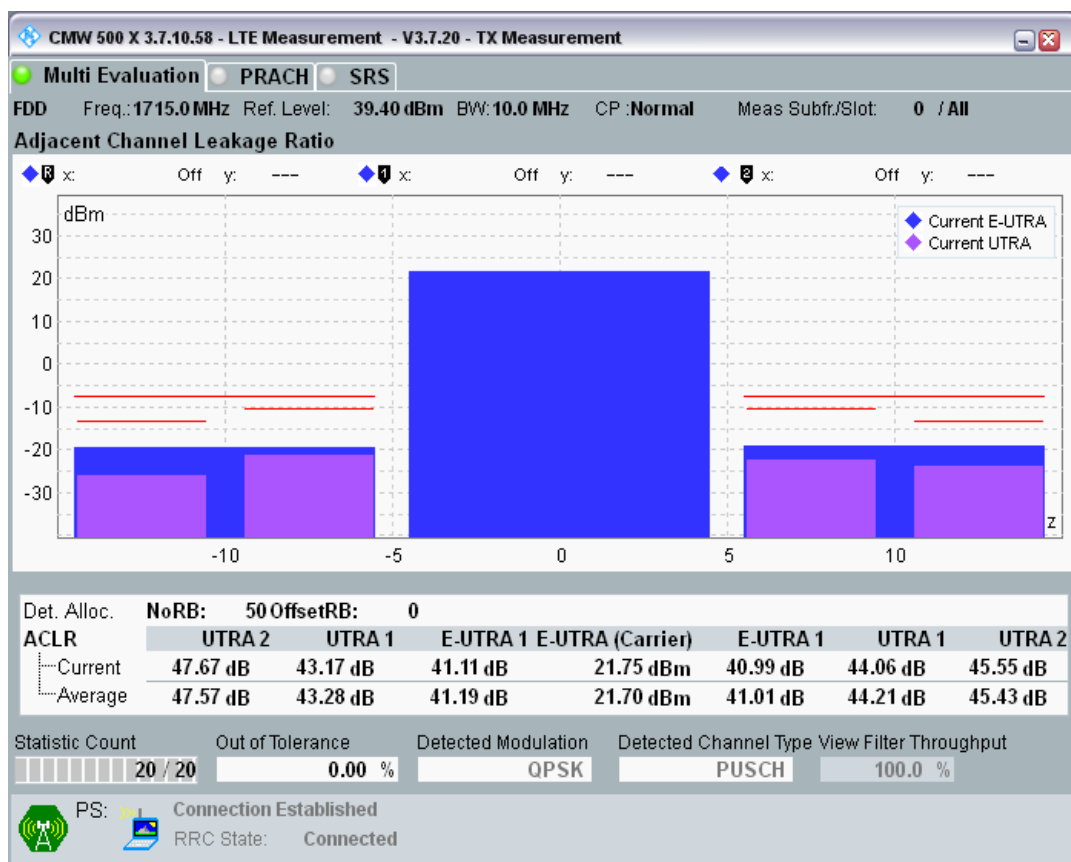 CMW 500 X 3.7.10.58 - LTE Measurement - V3.7.20 - TX Measurement
Multi Evaluation PRACH SRS
FDD Freq.: 1715.0 MHz Ref. Level: 39.40 dBm BW: 10.0 MHz CP :Normal Meas Subfr./Slot: 0 / All
Adjacent Channel Leakage Ratio
R x: Off y: --- 1 x: Off y: --- 2 x: Off y: ---
dBm
Current E-UTRA
Current UTRA
30
20
10
0
-10
-20
-30
z
-10 -5 0 5 10
Det. Alloc. NoRB: 50 OffsetRB: 0
ACLR UTRA 2 UTRA 1 E-UTRA 1 E-UTRA (Carrier) E-UTRA 1 UTRA 1 UTRA 2
Current 47.67 dB 43.17 dB 41.11 dB 21.75 dBm 40.99 dB 44.06 dB 45.55 dB
Average 47.57 dB 43.28 dB 41.19 dB 21.70 dBm 41.01 dB 44.21 dB 45.43 dB
Statistic Count Out of Tolerance Detected Modulation Detected Channel Type View Filter Throughput
20 / 20 0.00 % QPSK PUSCH 100.0 %
PS: Connection Established
RRC State: Connected